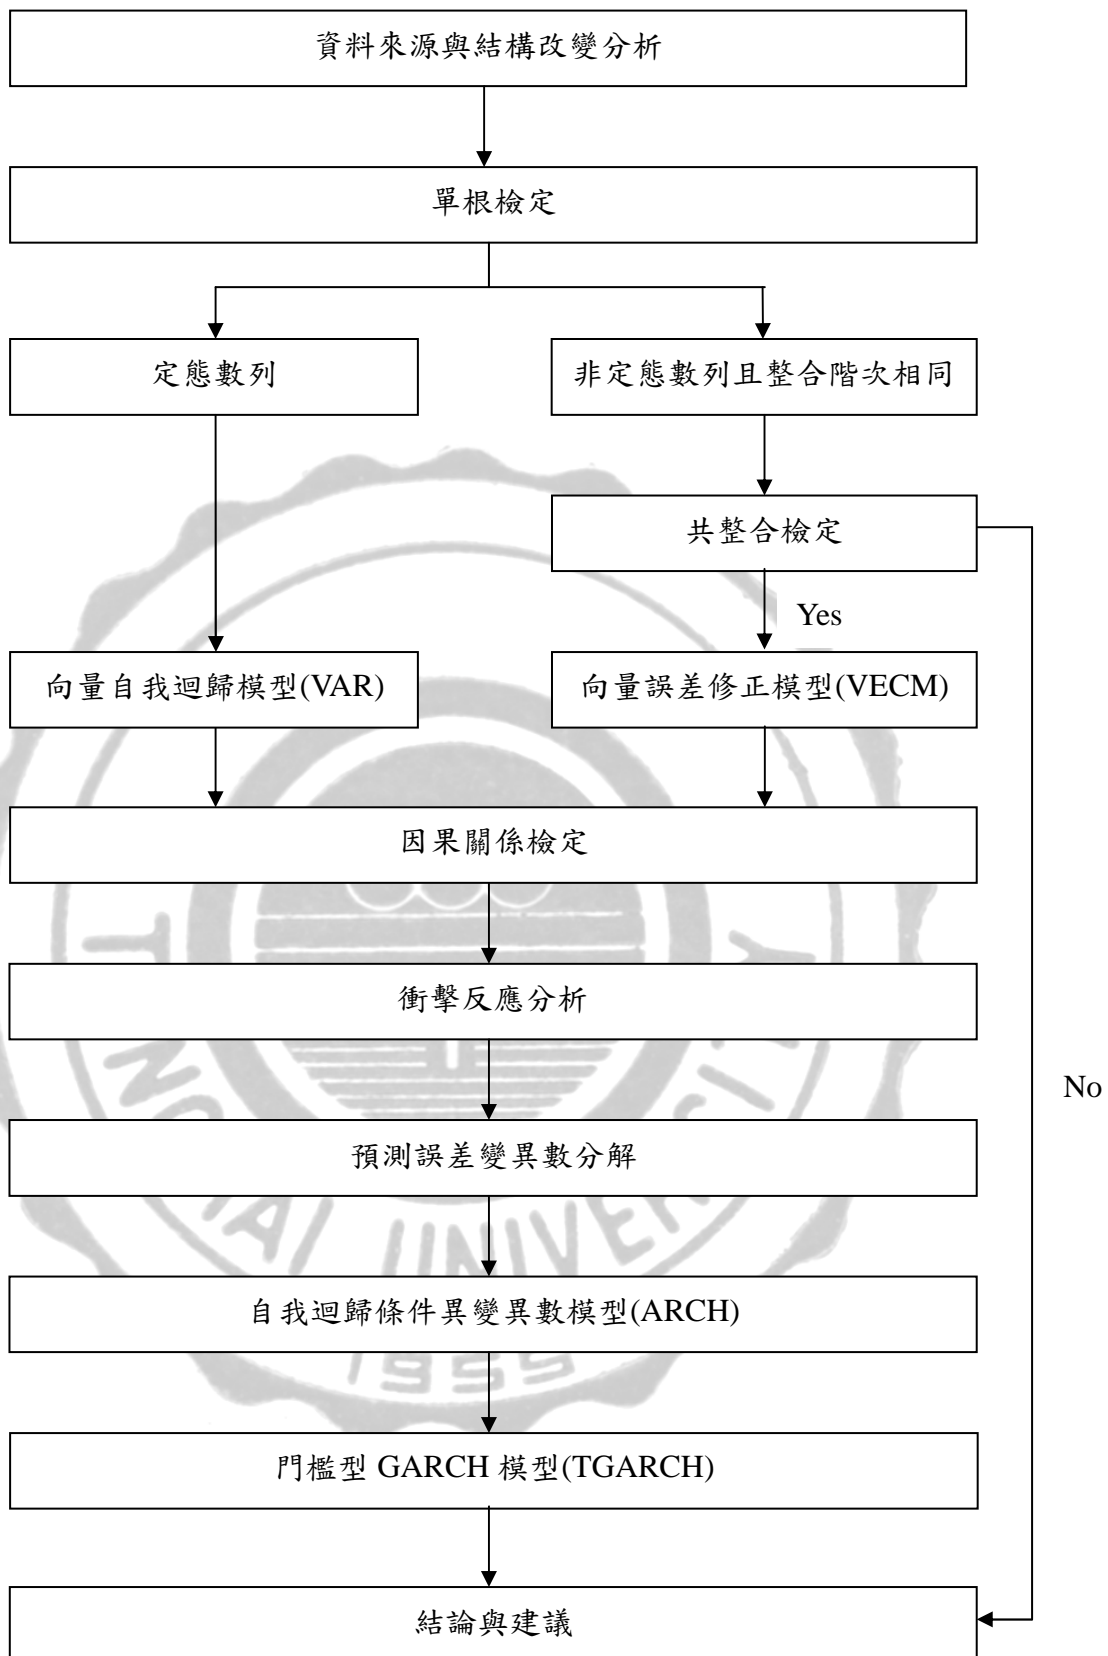 資料來源與結構改變分析
單根檢定
定態數列
非定態數列且整合階次相同
共整合檢定
Yes
向量自我迴歸模型(VAR)
向量誤差修正模型(VECM)
因果關係檢定
衝擊反應分析
No
預測誤差變異數分解
自我迴歸條件異變異數模型(ARCH)
1955
門檻型 GARCH 模型(TGARCH)
結論與建議